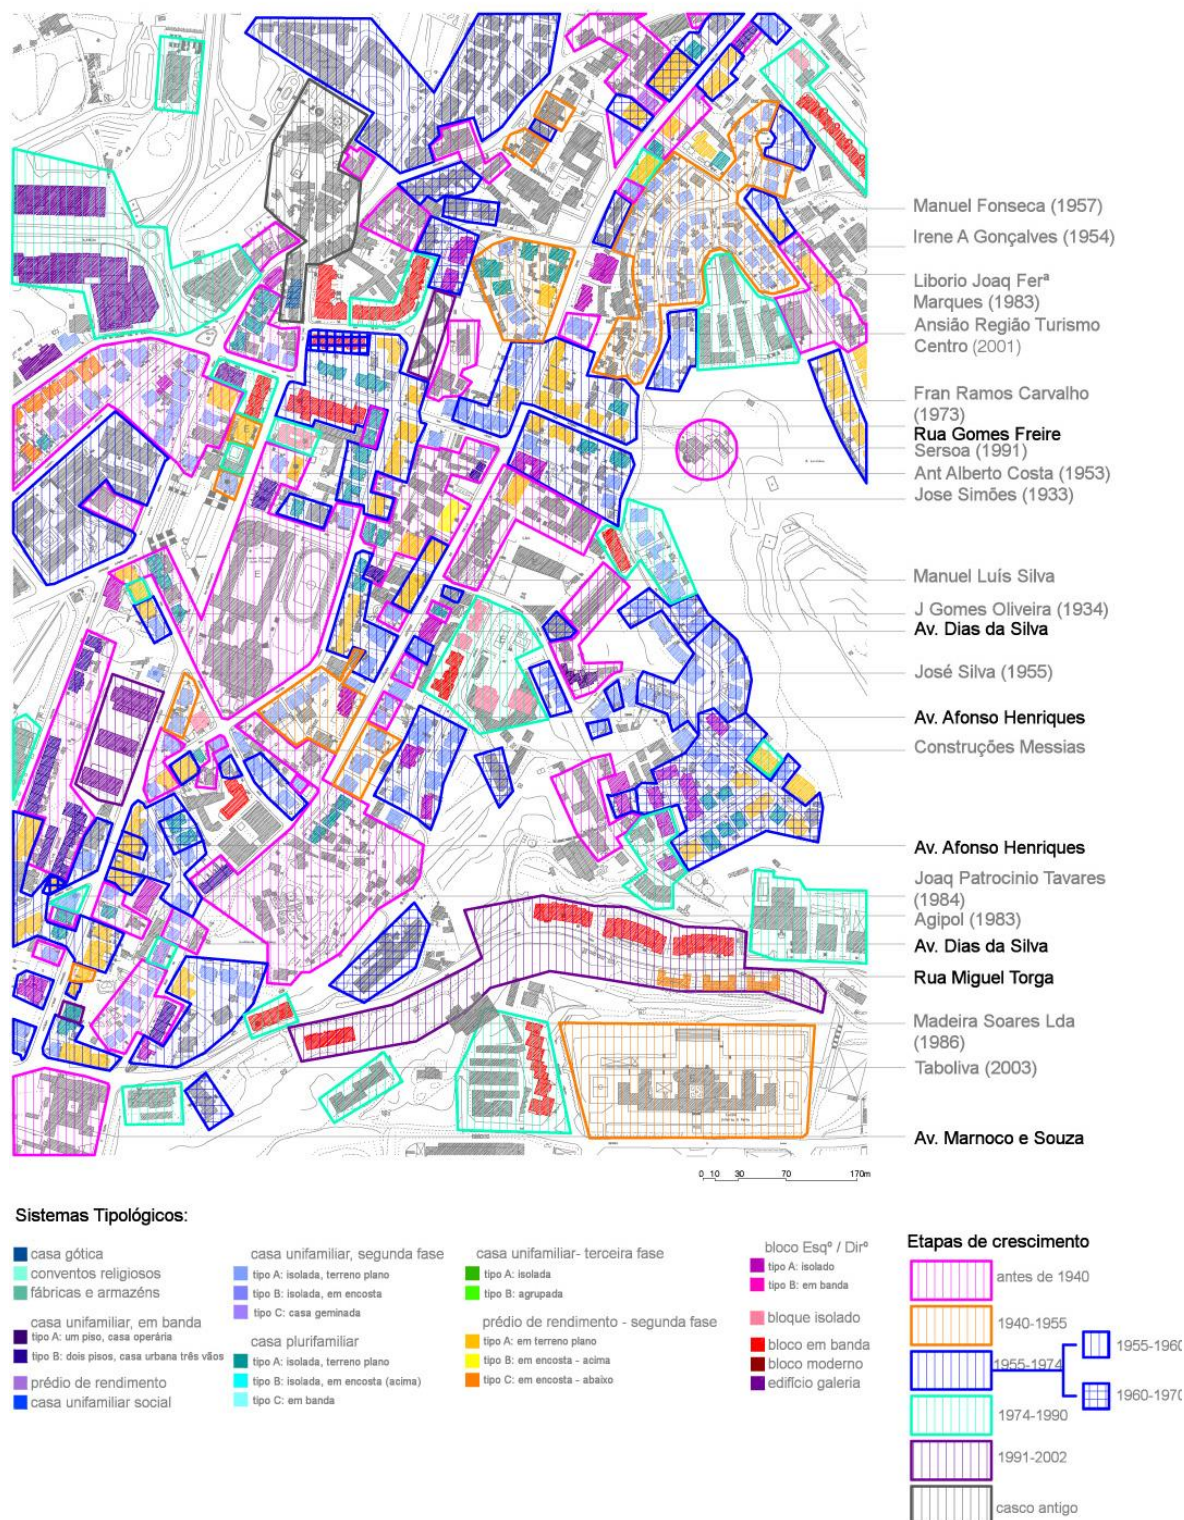 Manuel Fonseca (1957)
Irene A Gonçalves (1954)
Liborio Joaq Ferª
Marques (1983)
Ansião Região Turismo
Centro (2001)
Fran Ramos Carvalho
(1973)
Rua Gomes Freire
Sersoa (1991)
Ant Alberto Costa (1953)
Jose Simões (1933)
Manuel Luís Silva
J Gomes Oliveira (1934)
Av. Dias da Silva
José Silva (1955)
Av. Afonso Henriques
Construções Messias
Av. Afonso Henriques
Joaq Patrocinio Tavares
(1984)
Agipol (1983)
Av. Dias da Silva
Rua Miguel Torga
Madeira Soares Lda
(1986)
Taboliva (2003)
Av. Marnoco e Souza
0 10 30 70 170m
Sistemas Tipológicos:
casa gótica
conventos religiosos
fábricas e armazéns
casa unifamiliar, em banda
tipo A: um piso, casa operária
tipo B: dois pisos, casa urbana três vãos
prédio de rendimento
casa unifamiliar social
casa unifamiliar, segunda fase
tipo A: isolada, terreno plano
tipo B: isolada, em encosta
tipo C: casa geminada
casa plurifamiliar
tipo A: isolada, terreno plano
tipo B: isolada, em encosta (acima)
tipo C: em banda
casa unifamiliar- terceira fase
tipo A: isolada
tipo B: agrupada
prédio de rendimento - segunda fase
tipo A: em terreno plano
tipo B: em encosta - acima
tipo C: em encosta - abaixo
bloco Esqº / Dirº
tipo A: isolado
tipo B: em banda
bloque isolado
bloco em banda
bloco moderno
edifício galeria
Etapas de crescimento
antes de 1940
1940-1955
1955-1974
1955-1960
1960-1970
1974-1990
1991-2002
casco antigo